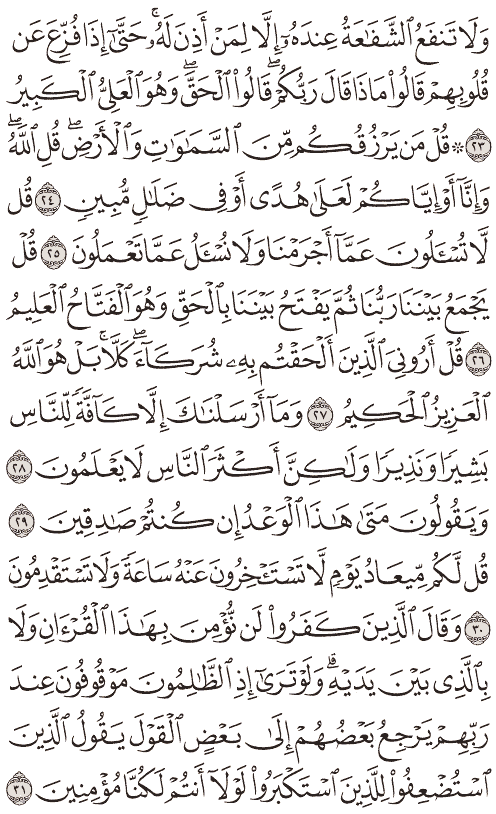 وَلَا تَنفَعُ ٱلشَّفَٰعَةُ عِندَهُۥٓ إِلَّا لِمَنْ أَذِنَ لَهُۥۚ حَتَّىٰٓ إِذَا فُزِّعَ عَن
قُلُوبِهِمْ قَالُوا۟ مَاذَا قَالَ رَبُّكُمْۖ قَالُوا۟ ٱلْحَقَّۖ وَهُوَ ٱلْعَلِىُّ ٱلْكَبِيرُ
٢٣ ۞ قُلْ مَن يَرْزُقُكُم مِّنَ ٱلسَّمَٰوَٰتِ وَٱلْأَرْضِۖ قُلِ ٱللَّهُۖ
وَإِنَّآ أَوْ إِيَّاكُمْ لَعَلَىٰ هُدًى أَوْ فِى ضَلَٰلٍ مُّبِينٍ ٢٤ قُل
لَّا تُسْـَٔلُونَ عَمَّآ أَجْرَمْنَا وَلَا نُسْـَٔلُ عَمَّا تَعْمَلُونَ ٢٥ قُلْ
يَجْمَعُ بَيْنَنَا رَبُّنَا ثُمَّ يَفْتَحُ بَيْنَنَا بِٱلْحَقِّ وَهُوَ ٱلْفَتَّاحُ ٱلْعَلِيمُ
٢٦ قُلْ أَرُونِىَ ٱلَّذِينَ أَلْحَقْتُم بِهِۦ شُرَكَآءَۖ كَلَّاۚ بَلْ هُوَ ٱللَّهُ
ٱلْعَزِيزُ ٱلْحَكِيمُ ٢٧ وَمَآ أَرْسَلْنَٰكَ إِلَّا كَآفَّةً لِّلنَّاسِ
بَشِيرًا وَنَذِيرًا وَلَٰكِنَّ أَكْثَرَ ٱلنَّاسِ لَا يَعْلَمُونَ ٢٨
وَيَقُولُونَ مَتَىٰ هَٰذَا ٱلْوَعْدُ إِن كُنتُمْ صَٰدِقِينَ ٢٩
قُل لَّكُم مِّيعَادُ يَوْمٍ لَّا تَسْتَـْٔخِرُونَ عَنْهُ سَاعَةً وَلَا تَسْتَقْدِمُونَ
٣٠ وَقَالَ ٱلَّذِينَ كَفَرُوا۟ لَن نُّؤْمِنَ بِهَٰذَا ٱلْقُرْءَانِ وَلَا
بِٱلَّذِى بَيْنَ يَدَيْهِۗ وَلَوْ تَرَىٰٓ إِذِ ٱلظَّٰلِمُونَ مَوْقُوفُونَ عِندَ
رَبِّهِمْ يَرْجِعُ بَعْضُهُمْ إِلَىٰ بَعْضٍ ٱلْقَوْلَ يَقُولُ ٱلَّذِينَ
ٱسْتُضْعِفُوا۟ لِلَّذِينَ ٱسْتَكْبَرُوا۟ لَوْلَآ أَنتُمْ لَكُنَّا مُؤْمِنِينَ ٣١